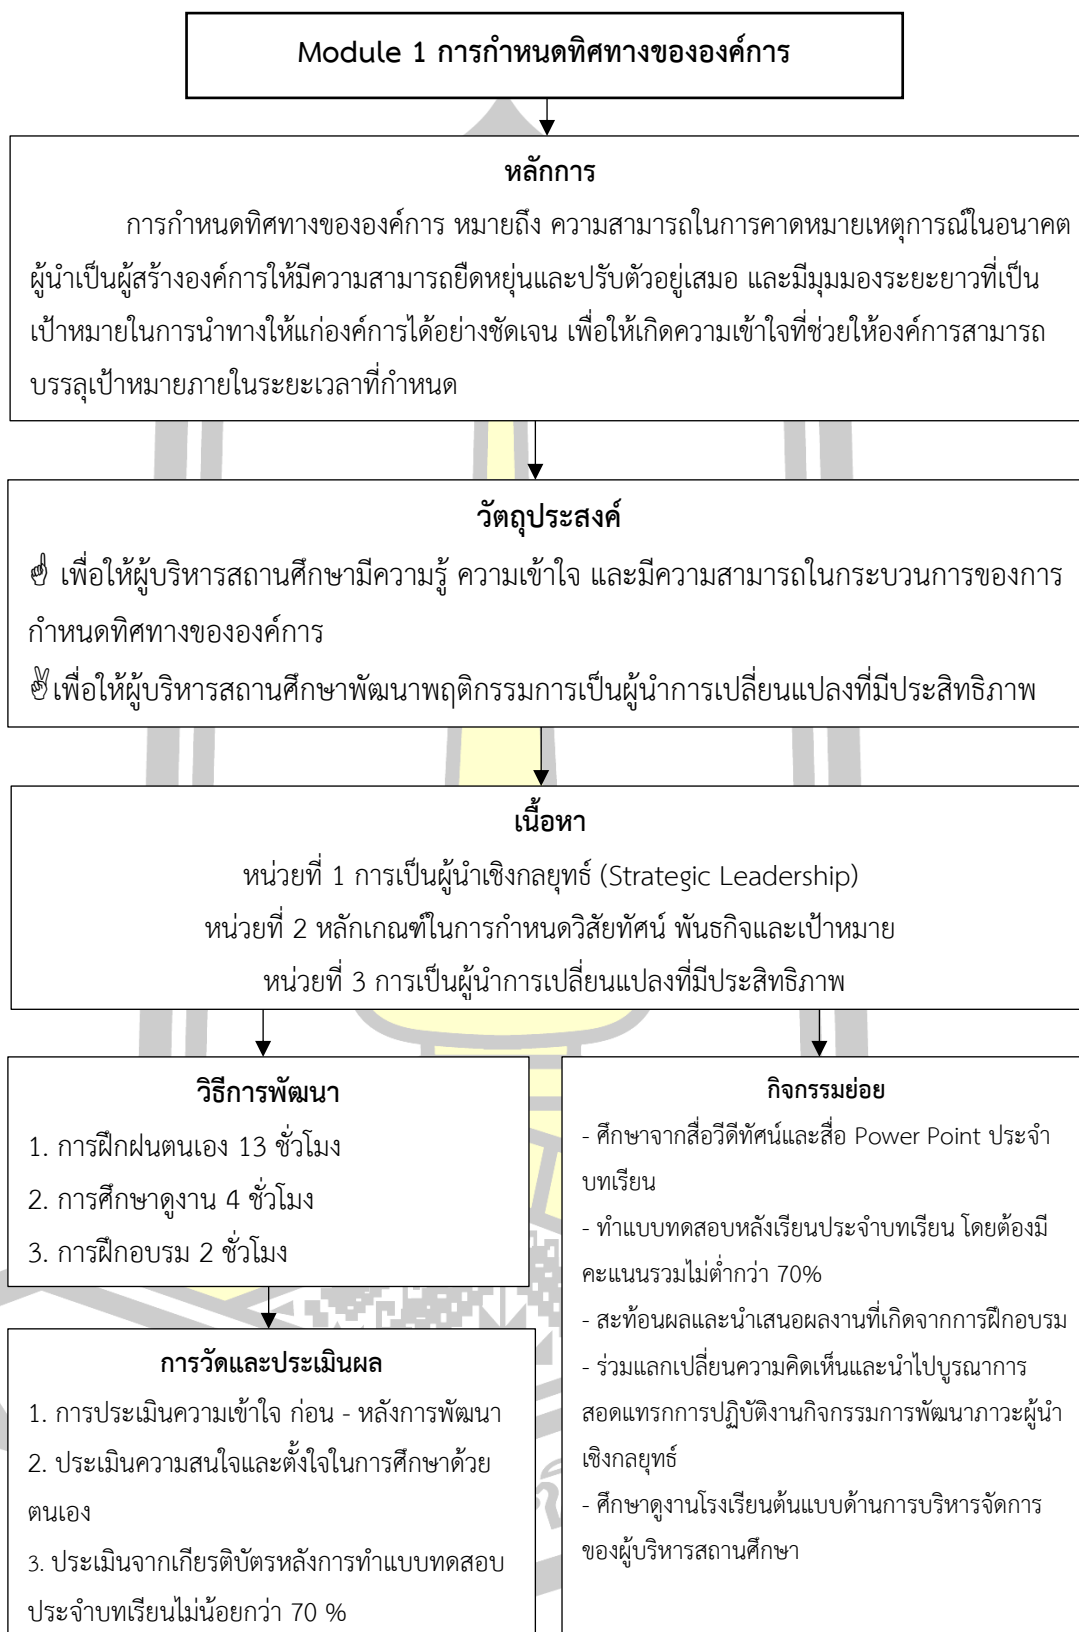 Module 1 การกำหนดทิศทางขององค์การ
หลักการ
การกำหนดทิศทางขององค์การ หมายถึง ความสามารถในการคาดหมายเหตุการณ์ในอนาคต
ผู้นำเป็นผู้สร้างองค์การให้มีความสามารถยืดหยุ่นและปรับตัวอยู่เสมอ และมีมุมมองระยะยาวที่เป็น
เป้าหมายในการนำทางให้แก่องค์การได้อย่างชัดเจน เพื่อให้เกิดความเข้าใจที่ช่วยให้องค์การสามารถ
บรรลุเป้าหมายภายในระยะเวลาที่กำหนด
วัตถุประสงค์
☝ เพื่อให้ผู้บริหารสถานศึกษามีความรู้ ความเข้าใจ และมีความสามารถในกระบวนการของการ
กำหนดทิศทางขององค์การ
✌เพื่อให้ผู้บริหารสถานศึกษาพัฒนาพฤติกรรมการเป็นผู้นำการเปลี่ยนแปลงที่มีประสิทธิภาพ
เนื้อหา
หน่วยที่ 1 การเป็นผู้นำเชิงกลยุทธ์ (Strategic Leadership)
หน่วยที่ 2 หลักเกณฑ์ในการกำหนดวิสัยทัศน์ พันธกิจและเป้าหมาย
หน่วยที่ 3 การเป็นผู้นำการเปลี่ยนแปลงที่มีประสิทธิภาพ
วิธีการพัฒนา
1. การฝึกฝนตนเอง 13 ชั่วโมง
2. การศึกษาดูงาน 4 ชั่วโมง
3. การฝึกอบรม 2 ชั่วโมง
การวัดและประเมินผล
1. การประเมินความเข้าใจ ก่อน - หลังการพัฒนา
2. ประเมินความสนใจและตั้งใจในการศึกษาด้วย
ตนเอง
3. ประเมินจากเกียรติบัตรหลังการทำแบบทดสอบ
ประจำบทเรียนไม่น้อยกว่า 70 %
กิจกรรมย่อย
- ศึกษาจากสื่อวีดีทัศน์และสื่อ Power Point ประจำ
บทเรียน
- ทำแบบทดสอบหลังเรียนประจำบทเรียน โดยต้องมี
คะแนนรวมไม่ต่ำกว่า 70%
- สะท้อนผลและนำเสนอผลงานที่เกิดจากการฝึกอบรม
- ร่วมแลกเปลี่ยนความคิดเห็นและนำไปบูรณาการ
สอดแทรกการปฏิบัติงานกิจกรรมการพัฒนาภาวะผู้นำ
เชิงกลยุทธ์
- ศึกษาดูงานโรงเรียนต้นแบบด้านการบริหารจัดการ
ของผู้บริหารสถานศึกษา